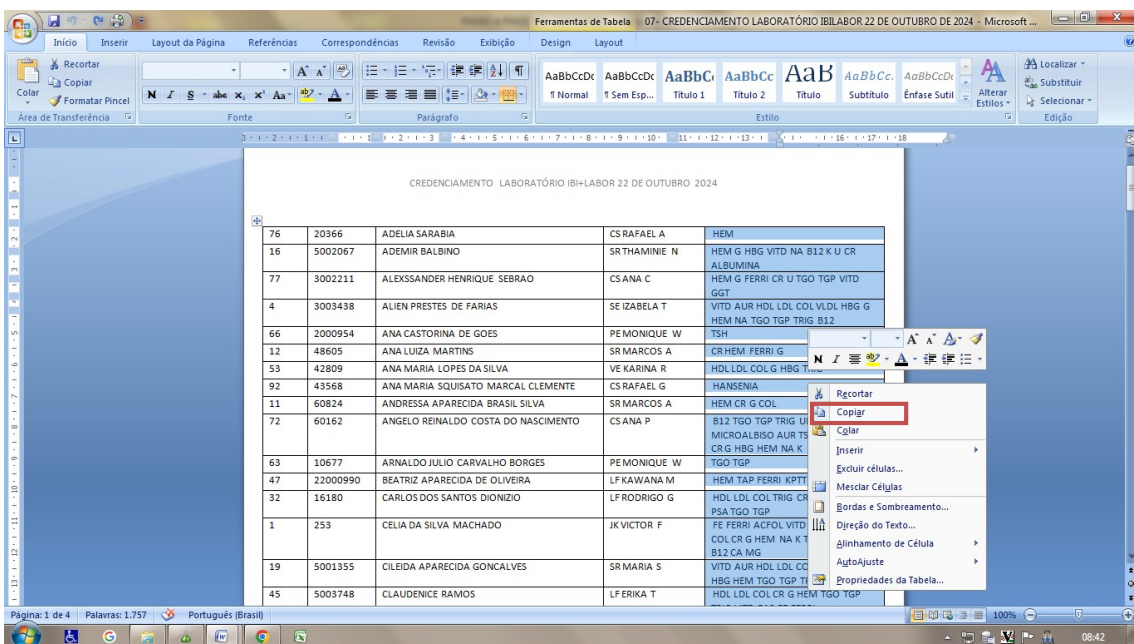 Ferramentas de Tabela 07- CREDENCIAMENTO LABORATÓRIO IBILABOR 22 DE OUTUBRO DE 2024 - Microsoft ...
Início Inserir Layout da Página Referências Correspondências Revisão Exibição Design Layout
Colar
Recortar
Copiar
Formatar Pincel
Área de Transferência
N I S abe x, x² Aa
Fonte
Parágrafo
AaBbCcDc AaBbCcDc AaBbC AaBbCc AaB AaBbCc. AaBbCcDc
¶ Normal ¶ Sem Esp... Título 1 Título 2 Título Subtítulo Ênfase Sutil
Alterar Estilos
Estilo
Localizar
Substituir
Selecionar
Edição
CREDENCIAMENTO LABORATÓRIO IBI+LABOR 22 DE OUTUBRO 2024
76 20366 ADELIA SARABIA CS RAFAEL A HEM
16 5002067 ADEMIR BALBINO SR THAMINIE N HEM G HBG VITD NA B12 K U CR
ALBUMINA
77 3002211 ALEXSSANDER HENRIQUE SEBRAO CS ANA C HEM G FERRI CR U TGO TGP VITD
GGT
4 3003438 ALIEN PRESTES DE FARIAS SE IZABELA T VITD AUR HDL LDL COL VLDL HBG G
HEM NA TGO TGP TRIG B12
66 2000954 ANA CASTORINA DE GOES PE MONIQUE W TSH
12 48605 ANA LUIZA MARTINS SR MARCOS A CR HEM FERRI G
53 42809 ANA MARIA LOPES DA SILVA VE KARINA R HDL LDL COL G HBG TRIG
92 43568 ANA MARIA SQUISATO MARCAL CLEMENTE CS RAFAEL G HANSENIA
11 60824 ANDRESSA APARECIDA BRASIL SILVA SR MARCOS A HEM CR G COL
72 60162 ANGELO REINALDO COSTA DO NASCIMENTO CS ANA P B12 TGO TGP TRIG
MICROALBISO AUR
CR G HBG HEM NA K
63 10677 ARNALDO JULIO CARVALHO BORGES PE MONIQUE W TGO TGP
47 22000990 BEATRIZ APARECIDA DE OLIVEIRA LF KAWANA M HEM TAP FERRI KPTT
32 16180 CARLOS DOS SANTOS DIONIZIO LF RODRIGO G HDL LDL COL TRIG CR
PSA TGO TGP
1 253 CELIA DA SILVA MACHADO JK VICTOR F FE FERRI ACFOL VITD
COL CR G HEM NA K
B12 CA MG
19 5001355 CILEIDA APARECIDA GONCALVES SR MARIA S VITD AUR HDL LDL
HBG HEM TGO TGP
45 5003748 CLAUDENICE RAMOS LF ERIKA T HDL LDL COL CR G HEM TGO TGP
N I A
Recortar
Copiar
Colar
Inserir
Excluir células...
Mesclar Células
Bordas e Sombreamento...
Direção do Texto...
Alinhamento de Célula
AutoAjuste
Propriedades da Tabela...
Página: 1 de 4 Palavras: 1.757 Português (Brasil) 100%
08:42